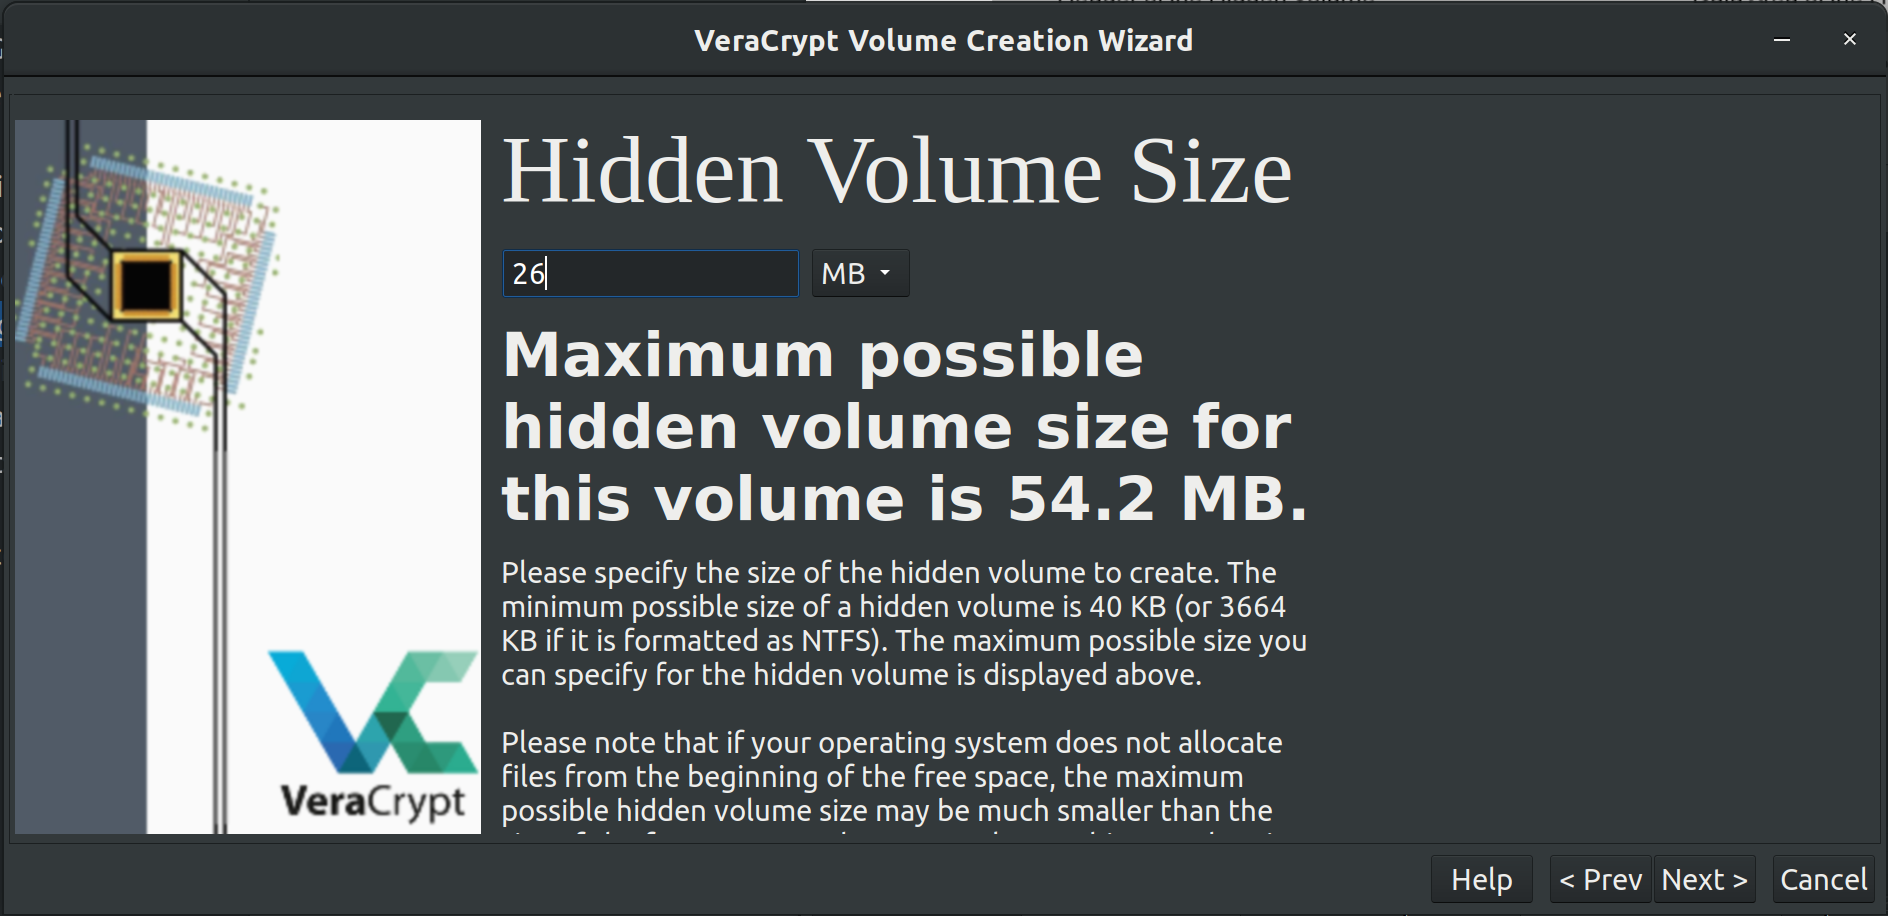 VeraCrypt Volume Creation Wizard
Hidden Volume Size
26
MB
Maximum possible
hidden volume size for
this volume is 54.2 MB.
Please specify the size of the hidden volume to create. The
minimum possible size of a hidden volume is 40 KB (or 3664
KB if it is formatted as NTFS). The maximum possible size you
can specify for the hidden volume is displayed above.
Please note that if your operating system does not allocate
files from the beginning of the free space, the maximum
possible hidden volume size may be much smaller than the
VeraCrypt
Help
< Prev
Next >
Cancel